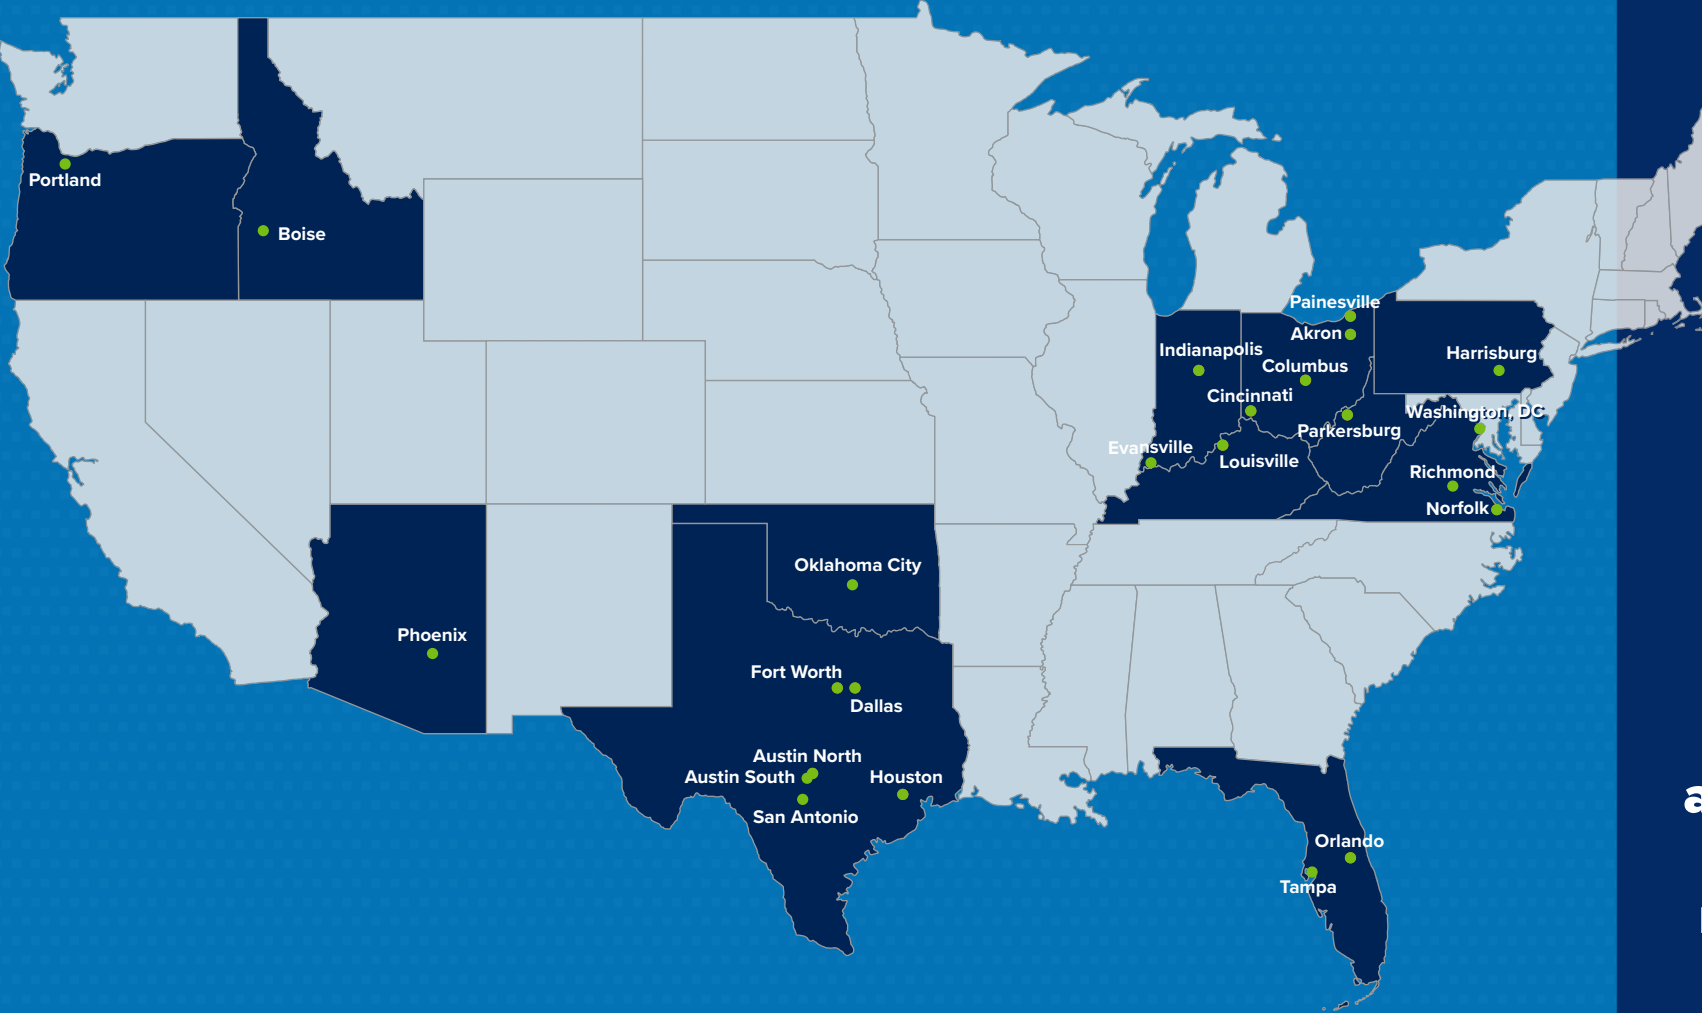 Portland
Boise
Painesville
Akron
Indianapolis
Harrisburg
Columbus
Cincinnati
Washington, DC
Parkersburg
Evansville
Louisville
Richmond
Norfolk
Oklahoma City
Phoenix
Fort Worth
Dallas
Austin North
Austin South
Houston
San Antonio
Orlando
Tampa
a